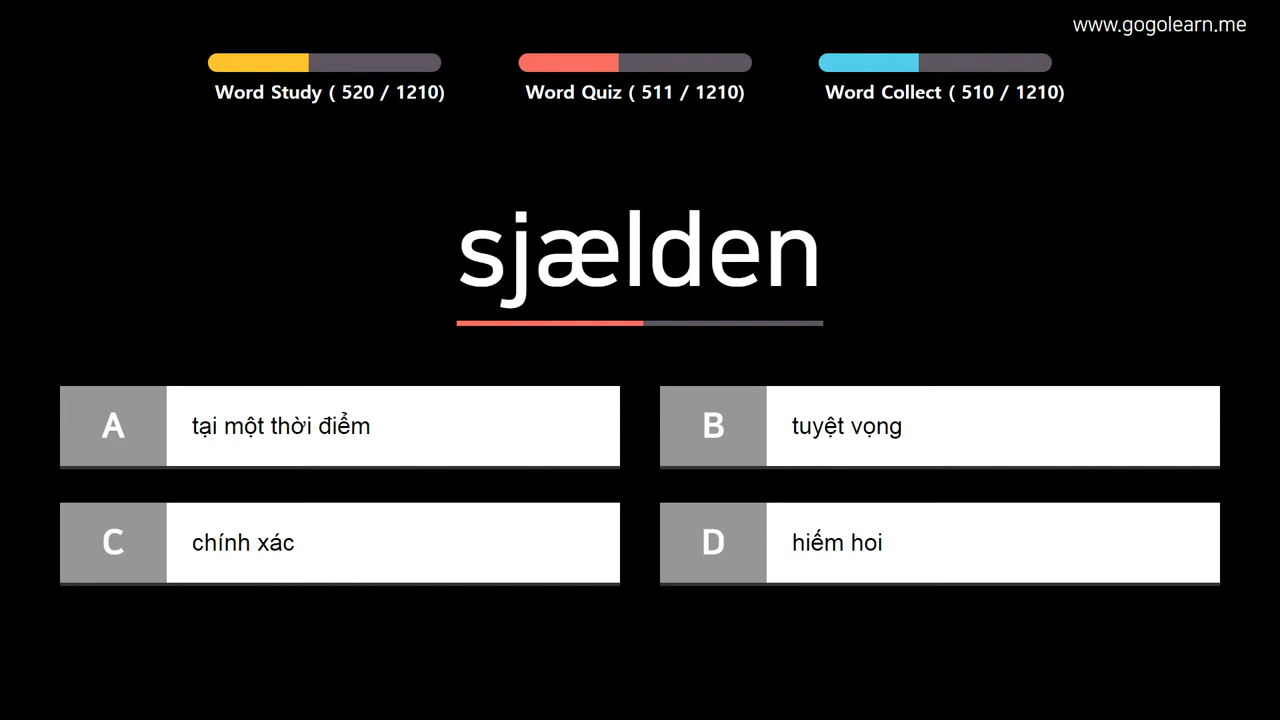 www.gogolearn.me
Word Study ( 520 / 1210)
Word Quiz ( 511 / 1210)
Word Collect ( 510 / 1210)
sjælden
A
tại một thời điểm
B
tuyệt vọng
C
chính xác
D
hiếm hoi